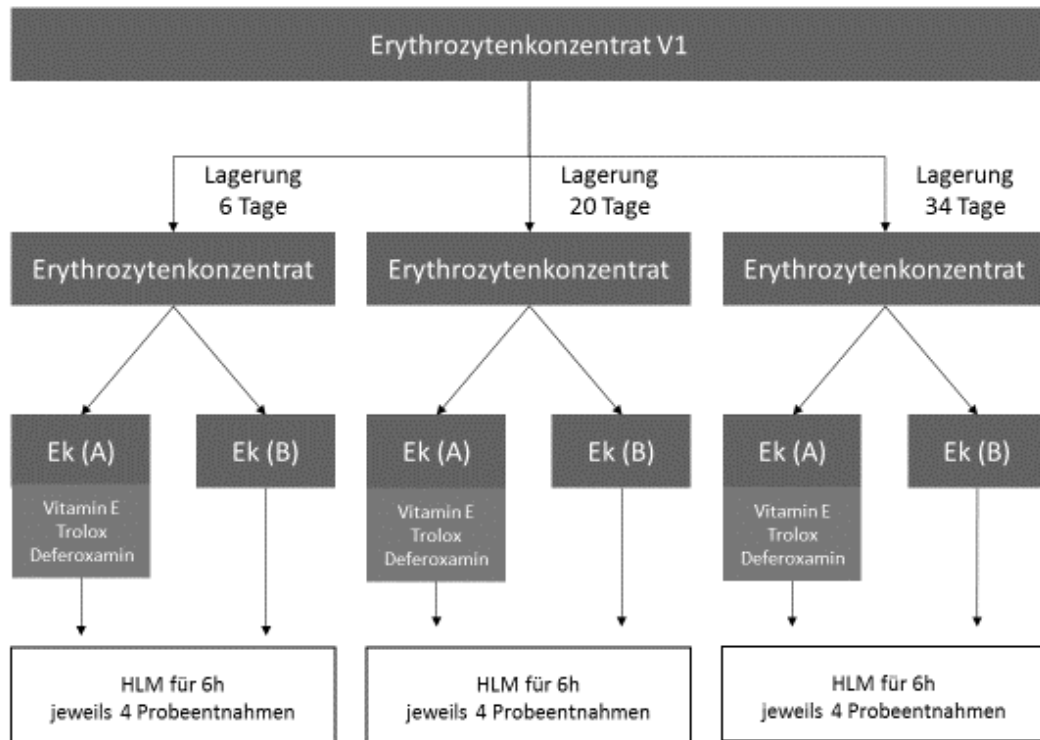 Erythrozytenkonzentrat V1
Lagerung
6 Tage
Lagerung
20 Tage
Lagerung
34 Tage
Erythrozytenkonzentrat
Erythrozytenkonzentrat
Erythrozytenkonzentrat
Ek (A)
Vitamin E
Trolox
Deferoxamin
Ek (B)
Ek (A)
Vitamin E
Trolox
Deferoxamin
Ek (B)
Ek (A)
Vitamin E
Trolox
Deferoxamin
Ek (B)
HLM für 6h
jeweils 4 Probeentnahmen
HLM für 6h
jeweils 4 Probeentnahmen
HLM für 6h
jeweils 4 Probeentnahmen